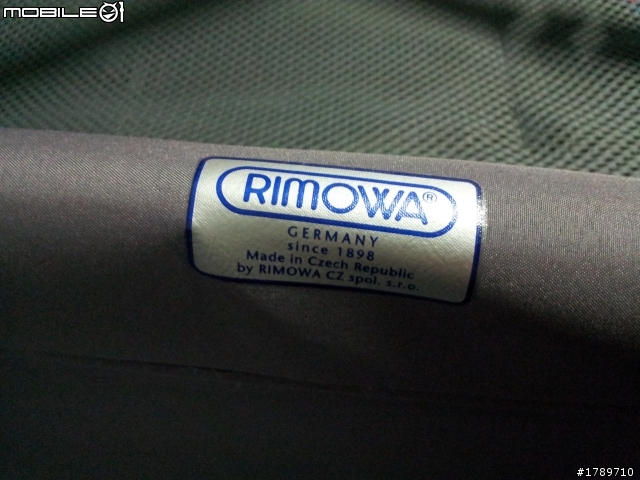 MOBILE01
RIMOWA®
GERMANY
since 1898
Made in Czech Republic
by RIMOWA CZ spol. s.r.o.
#1789710